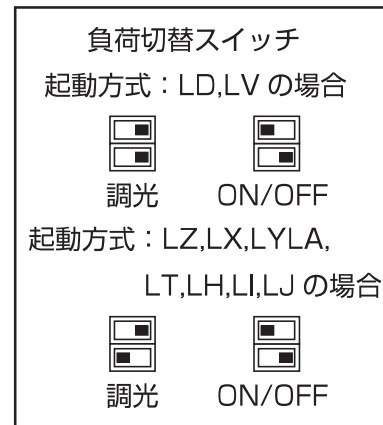 負荷切替スイッチ
起動方式：LD,LV の場合
調光 ON/OFF
起動方式：LZ,LX,LYLA,
LT,LH,LI,LJ の場合
調光 ON/OFF